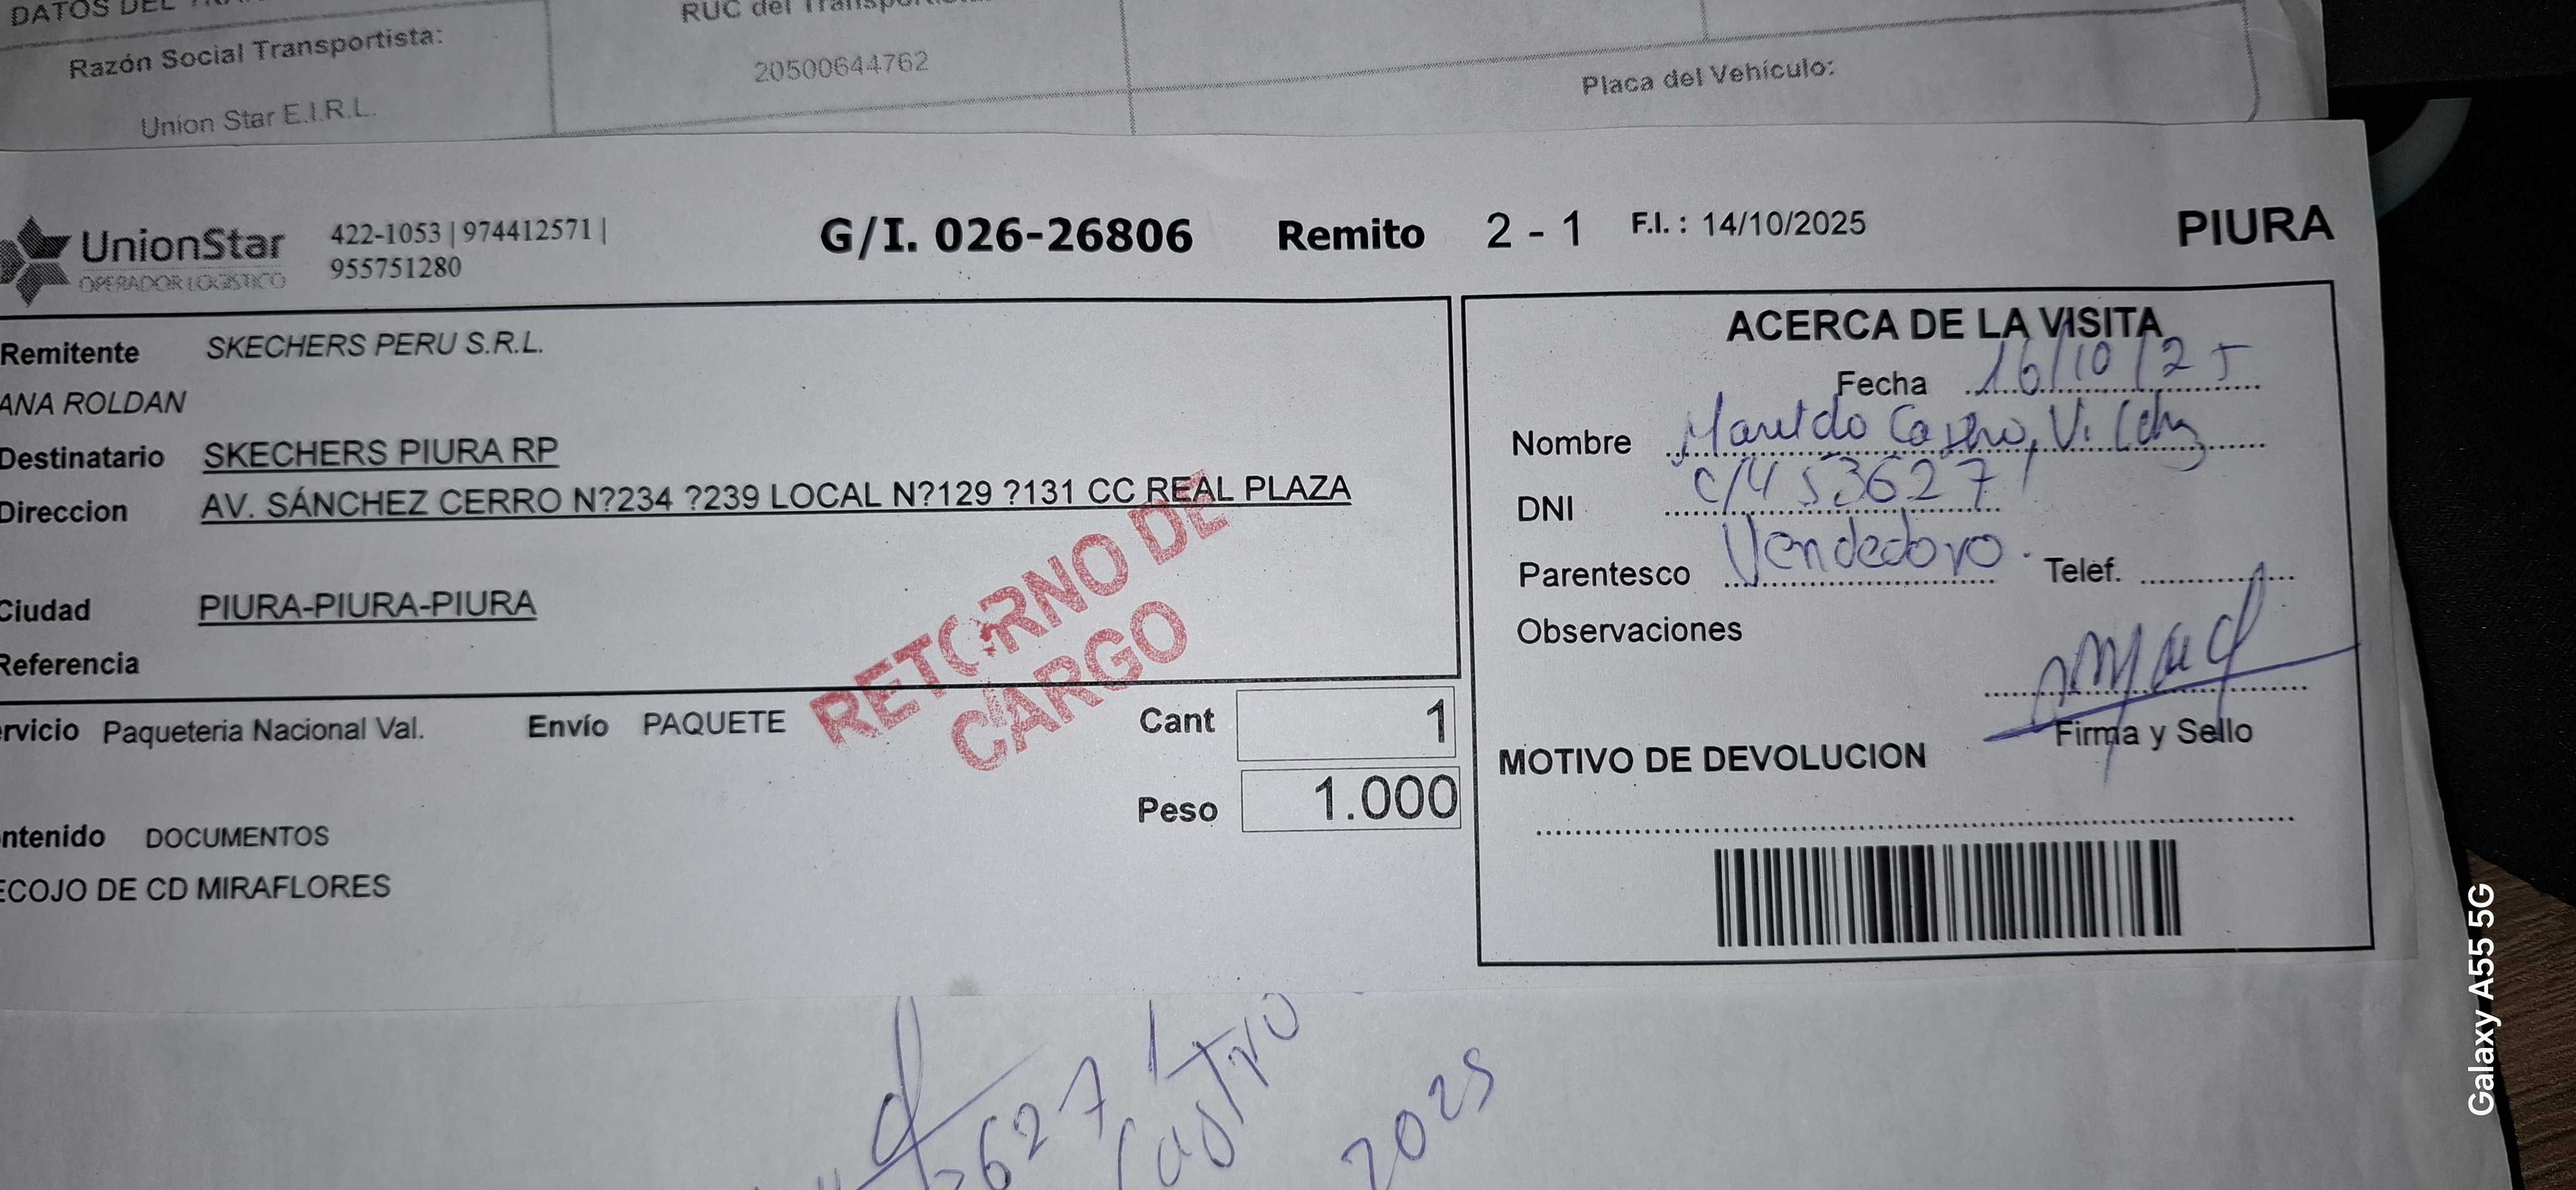 DATOS DEL
RUC del Transpor
Razón Social Transportista:
20500644762
Placa del Vehículo:
Union Star E.I.R.L.
UnionStar
OPERADOR LOGISTICO
422-1053 | 974412571 |
955751280
G/I. 026-26806 Remito 2 - 1 F.I. : 14/10/2025 PIURA
Remitente SKECHERS PERU S.R.L.
ANA ROLDAN
Destinatario SKECHERS PIURA RP
Direccion AV. SÁNCHEZ CERRO N?234 ?239 LOCAL N?129 ?131 CC REAL PLAZA
Ciudad PIURA-PIURA-PIURA
Referencia
RETORNO DE
CARGO
rvicio Paqueteria Nacional Val. Envío PAQUETE
Cant 1
Peso 1.000
ntenido DOCUMENTOS
ECOJO DE CD MIRAFLORES
ACERCA DE LA VISITA
Fecha 16/10/25
Nombre Castro
DNI
Parentesco Vendedora. Telef.
Observaciones
Firma y Sello
MOTIVO DE DEVOLUCION
3627
Castro
2025
Galaxy A55 5G